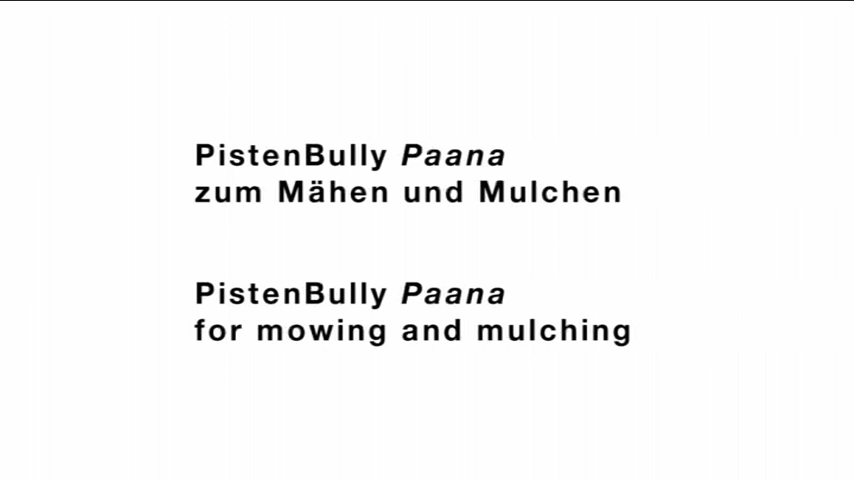 PistenBully Paana
zum Mähen und Mulchen
PistenBully Paana
for mowing and mulching